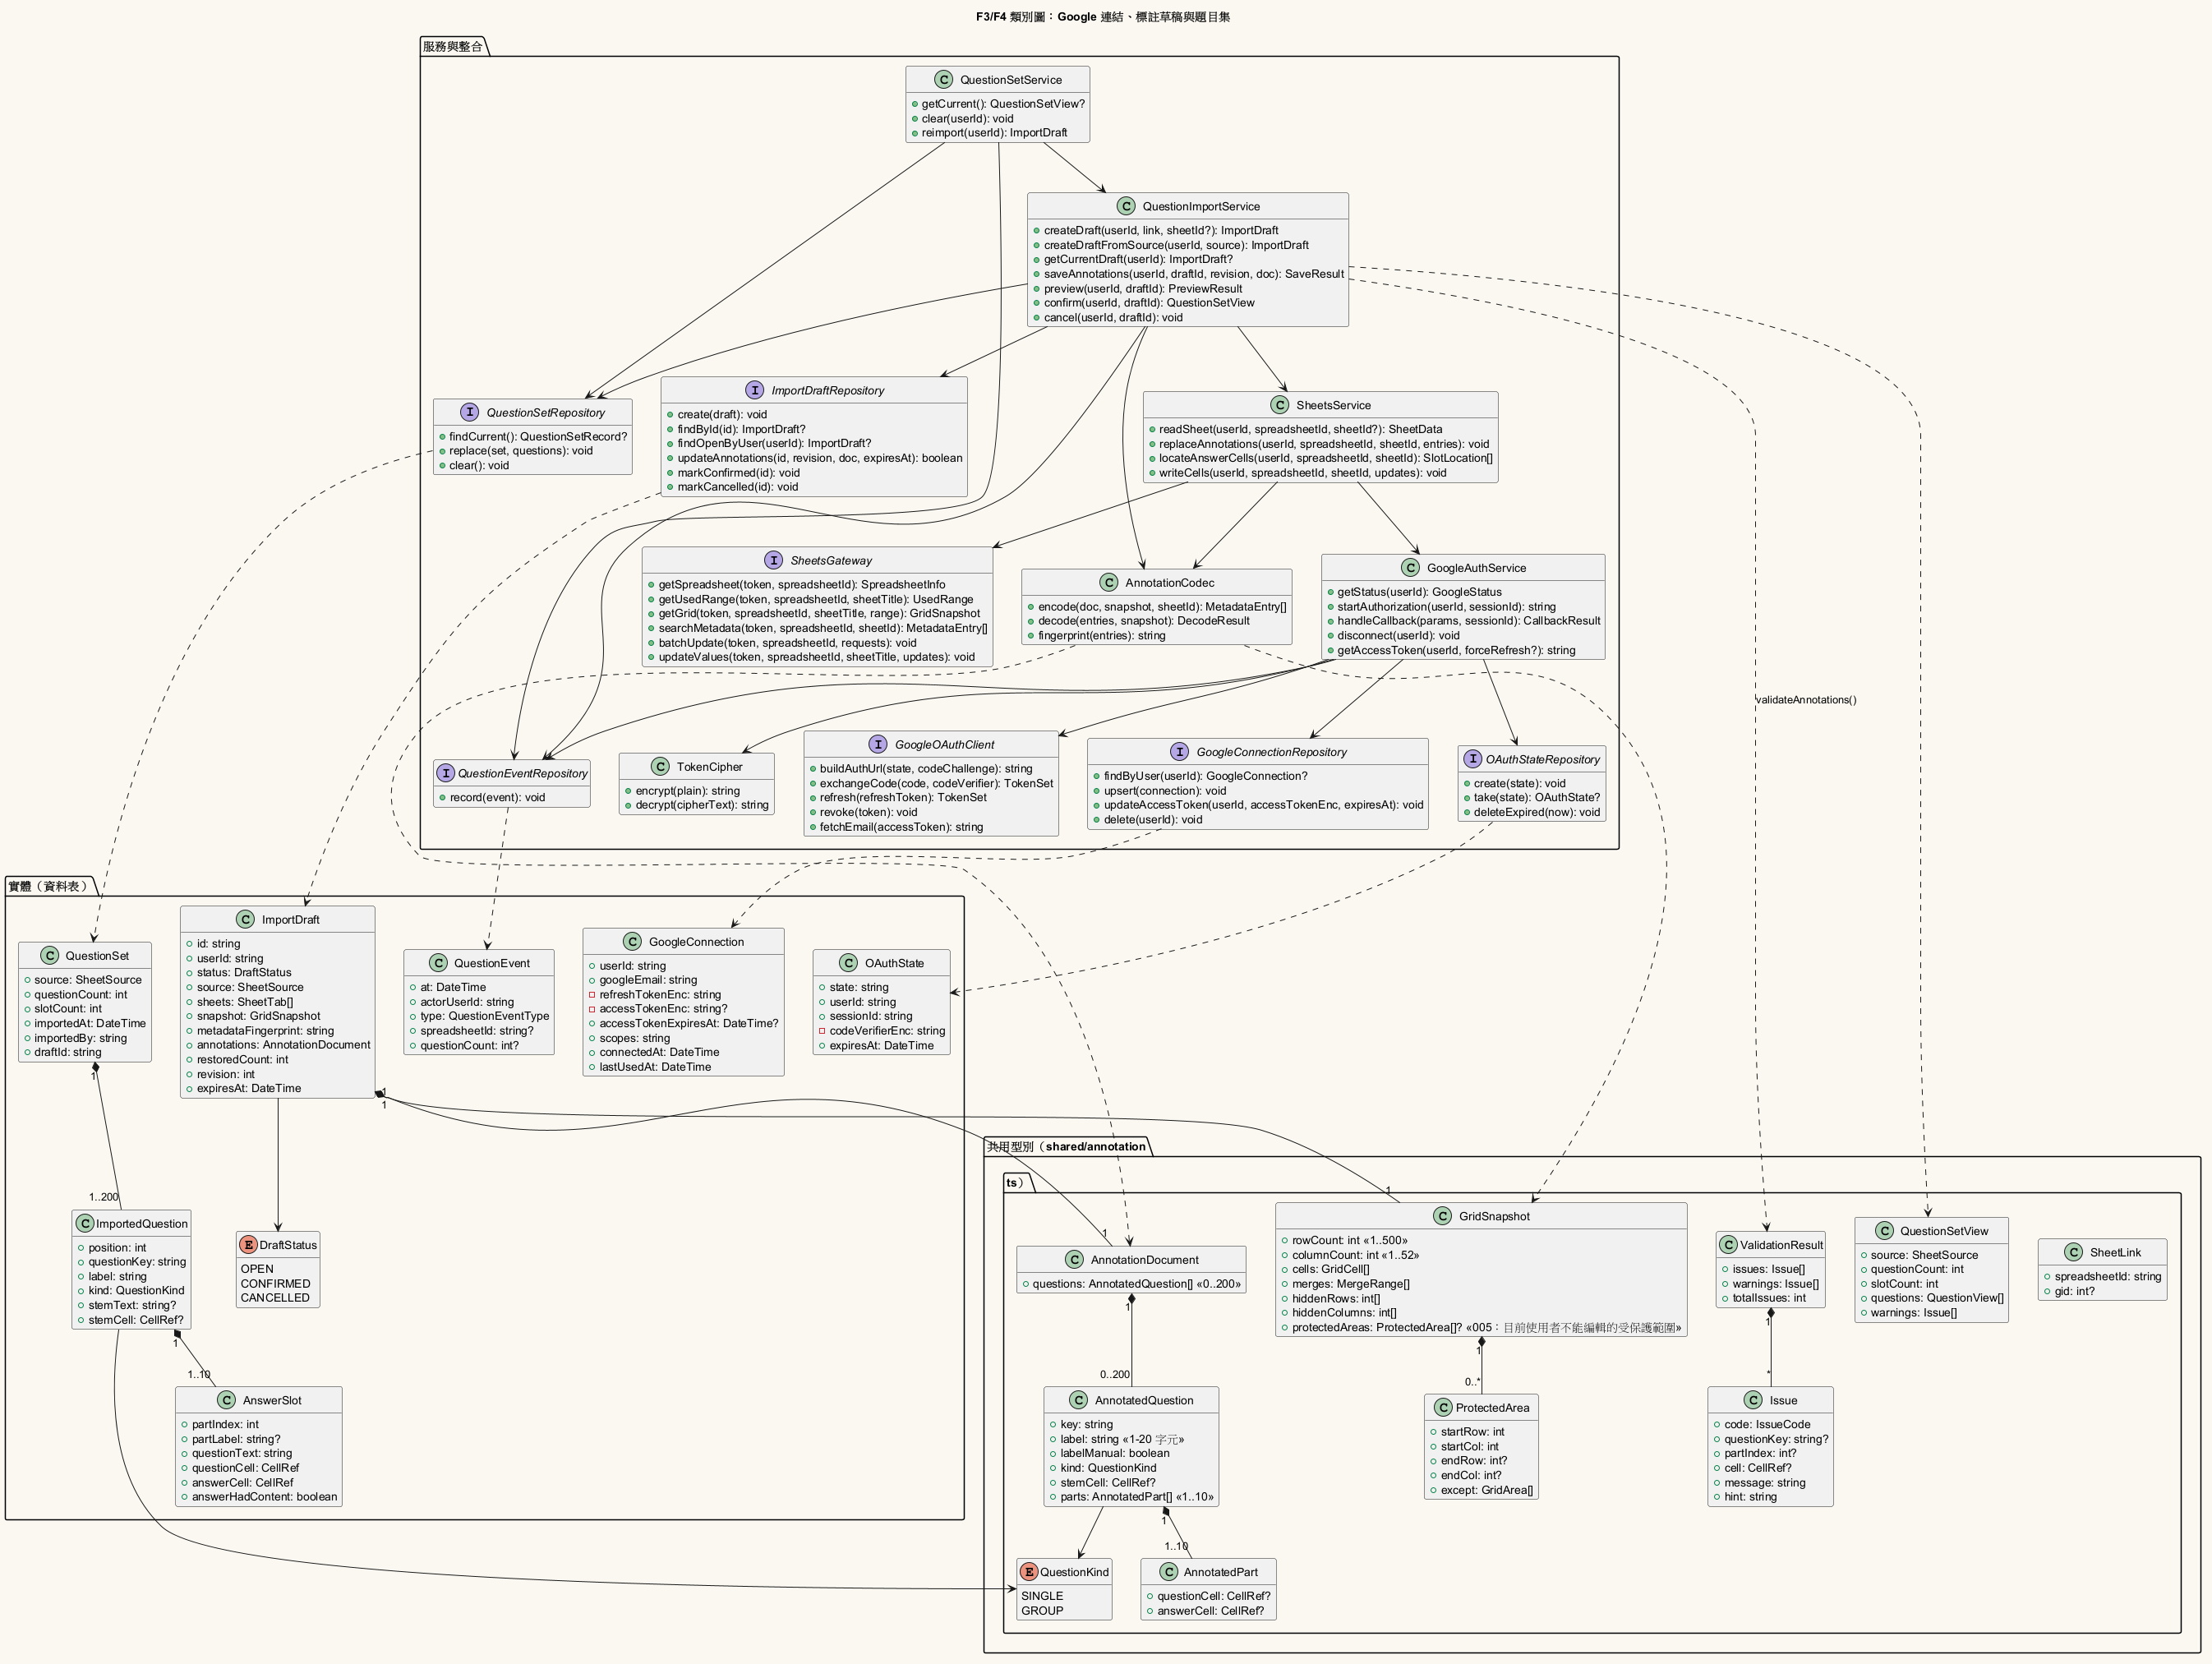 F3/F4 類別圖：Google 連結、標註草稿與題目集
服務與整合
C QuestionSetService
getCurrent(): QuestionSetView?
clear(userId): void
reimport(userId): ImportDraft
C QuestionImportService
createDraft(userId, link, sheetId?): ImportDraft
createDraftFromSource(userId, source): ImportDraft
getCurrentDraft(userId): ImportDraft?
saveAnnotations(userId, draftId, revision, doc): SaveResult
preview(userId, draftId): PreviewResult
confirm(userId, draftId): QuestionSetView
cancel(userId, draftId): void
I QuestionSetRepository
findCurrent(): QuestionSetRecord?
replace(set, questions): void
clear(): void
I ImportDraftRepository
create(draft): void
findById(id): ImportDraft?
findOpenByUser(userId): ImportDraft?
updateAnnotations(id, revision, doc, expiresAt): boolean
markConfirmed(id): void
markCancelled(id): void
C SheetsService
readSheet(userId, spreadsheetId, sheetId?): SheetData
replaceAnnotations(userId, spreadsheetId, sheetId, entries): void
locateAnswerCells(userId, spreadsheetId, sheetId): SlotLocation[]
writeCells(userId, spreadsheetId, sheetId, updates): void
I SheetsGateway
getSpreadsheet(token, spreadsheetId): SpreadsheetInfo
getUsedRange(token, spreadsheetId, sheetTitle): UsedRange
getGrid(token, spreadsheetId, sheetTitle, range): GridSnapshot
searchMetadata(token, spreadsheetId, sheetId): MetadataEntry[]
batchUpdate(token, spreadsheetId, requests): void
updateValues(token, spreadsheetId, sheetTitle, updates): void
C AnnotationCodec
encode(doc, snapshot, sheetId): MetadataEntry[]
decode(entries, snapshot): DecodeResult
fingerprint(entries): string
C GoogleAuthService
getStatus(userId): GoogleStatus
startAuthorization(userId, sessionId): string
handleCallback(params, sessionId): CallbackResult
disconnect(userId): void
getAccessToken(userId, forceRefresh?): string
validateAnnotations()
I QuestionEventRepository
record(event): void
C TokenCipher
encrypt(plain): string
decrypt(cipherText): string
I GoogleOAuthClient
buildAuthUrl(state, codeChallenge): string
exchangeCode(code, codeVerifier): TokenSet
refresh(refreshToken): TokenSet
revoke(token): void
fetchEmail(accessToken): string
I GoogleConnectionRepository
findByUser(userId): GoogleConnection?
upsert(connection): void
updateAccessToken(userId, accessTokenEnc, expiresAt): void
delete(userId): void
I OAuthStateRepository
create(state): void
take(state): OAuthState?
deleteExpired(now): void
實體（資料表）
C QuestionSet
source: SheetSource
questionCount: int
slotCount: int
importedAt: DateTime
importedBy: string
draftId: string
C ImportDraft
id: string
userId: string
status: DraftStatus
source: SheetSource
sheets: SheetTab[]
snapshot: GridSnapshot
metadataFingerprint: string
annotations: AnnotationDocument
restoredCount: int
revision: int
expiresAt: DateTime
C QuestionEvent
at: DateTime
actorUserId: string
type: QuestionEventType
spreadsheetId: string?
questionCount: int?
C GoogleConnection
userId: string
googleEmail: string
refreshTokenEnc: string
accessTokenEnc: string?
accessTokenExpiresAt: DateTime?
scopes: string
connectedAt: DateTime
lastUsedAt: DateTime
C OAuthState
state: string
userId: string
sessionId: string
codeVerifierEnc: string
expiresAt: DateTime
1
1
1
1..200
C ImportedQuestion
position: int
questionKey: string
label: string
kind: QuestionKind
stemText: string?
stemCell: CellRef?
E DraftStatus
OPEN
CONFIRMED
CANCELLED
1
1..10
C AnswerSlot
partIndex: int
partLabel: string?
questionText: string
questionCell: CellRef
answerCell: CellRef
answerHadContent: boolean
共用型別（shared/annotation
ts）
1
1
C AnnotationDocument
questions: AnnotatedQuestion[] «0..200»
C GridSnapshot
rowCount: int «1..500»
columnCount: int «1..52»
cells: GridCell[]
merges: MergeRange[]
hiddenRows: int[]
hiddenColumns: int[]
protectedAreas: ProtectedArea[]? «005：目前使用者不能編輯的受保護範圍»
C ValidationResult
issues: Issue[]
warnings: Issue[]
totalIssues: int
C QuestionSetView
source: SheetSource
questionCount: int
slotCount: int
questions: QuestionView[]
warnings: Issue[]
C SheetLink
spreadsheetId: string
gid: int?
1
0..200
1
0..*
1
*
C AnnotatedQuestion
key: string
label: string «1-20 字元»
labelManual: boolean
kind: QuestionKind
stemCell: CellRef?
parts: AnnotatedPart[] «1..10»
C ProtectedArea
startRow: int
startCol: int
endRow: int?
endCol: int?
except: GridArea[]
C Issue
code: IssueCode
questionKey: string?
partIndex: int?
cell: CellRef?
message: string
hint: string
1
1..10
E QuestionKind
SINGLE
GROUP
C AnnotatedPart
questionCell: CellRef?
answerCell: CellRef?